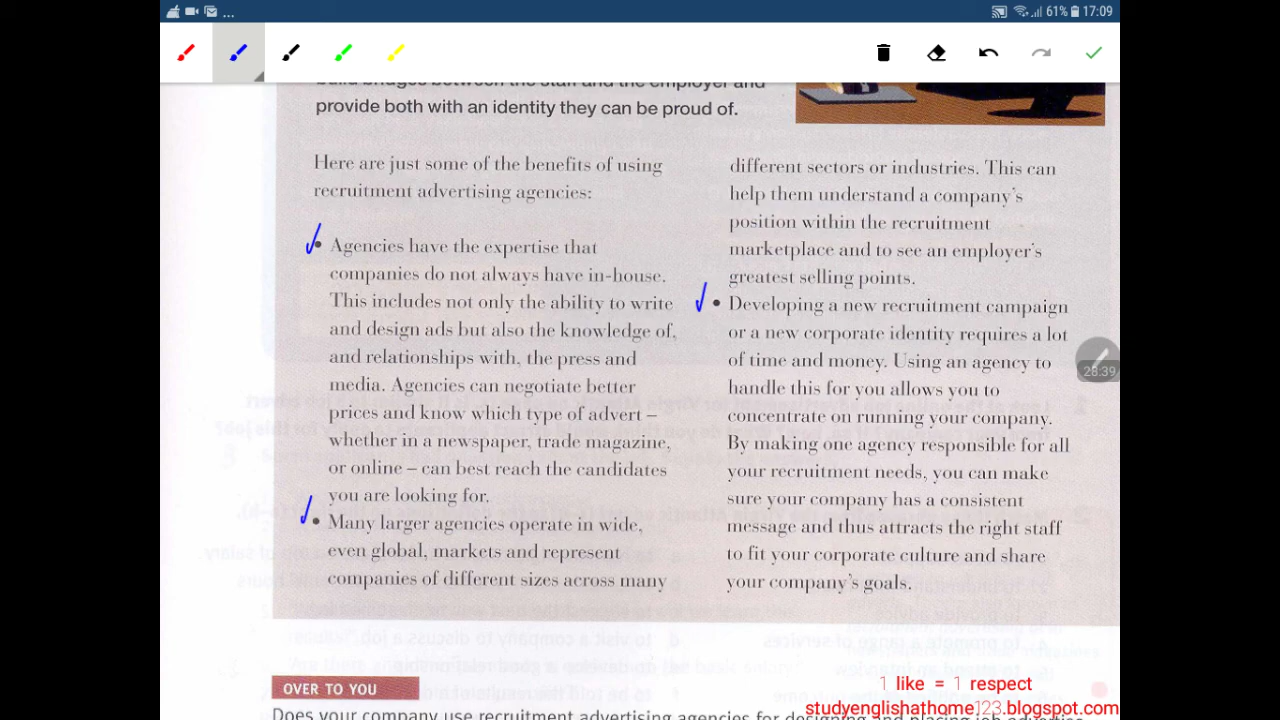 ... 61% 17:09
provide both with an identity they can be proud of.
Here are just some of the benefits of using
recruitment advertising agencies:
• Agencies have the expertise that
companies do not always have in-house.
This includes not only the ability to write
and design ads but also the knowledge of,
and relationships with, the press and
media. Agencies can negotiate better
prices and know which type of advert –
whether in a newspaper, trade magazine,
or online – can best reach the candidates
you are looking for.
• Many larger agencies operate in wide,
even global, markets and represent
companies of different sizes across many
different sectors or industries. This can
help them understand a company's
position within the recruitment
marketplace and to see an employer's
greatest selling points.
• Developing a new recruitment campaign
or a new corporate identity requires a lot
of time and money. Using an agency to
handle this for you allows you to
concentrate on running your company.
By making one agency responsible for all
your recruitment needs, you can make
sure your company has a consistent
message and thus attracts the right staff
to fit your corporate culture and share
your company's goals.
28:39
OVER TO YOU
Does your company use recruitment advertising agencies for designing and placing job
1 like = 1 respect
studyenglishathome123.blogspot.com